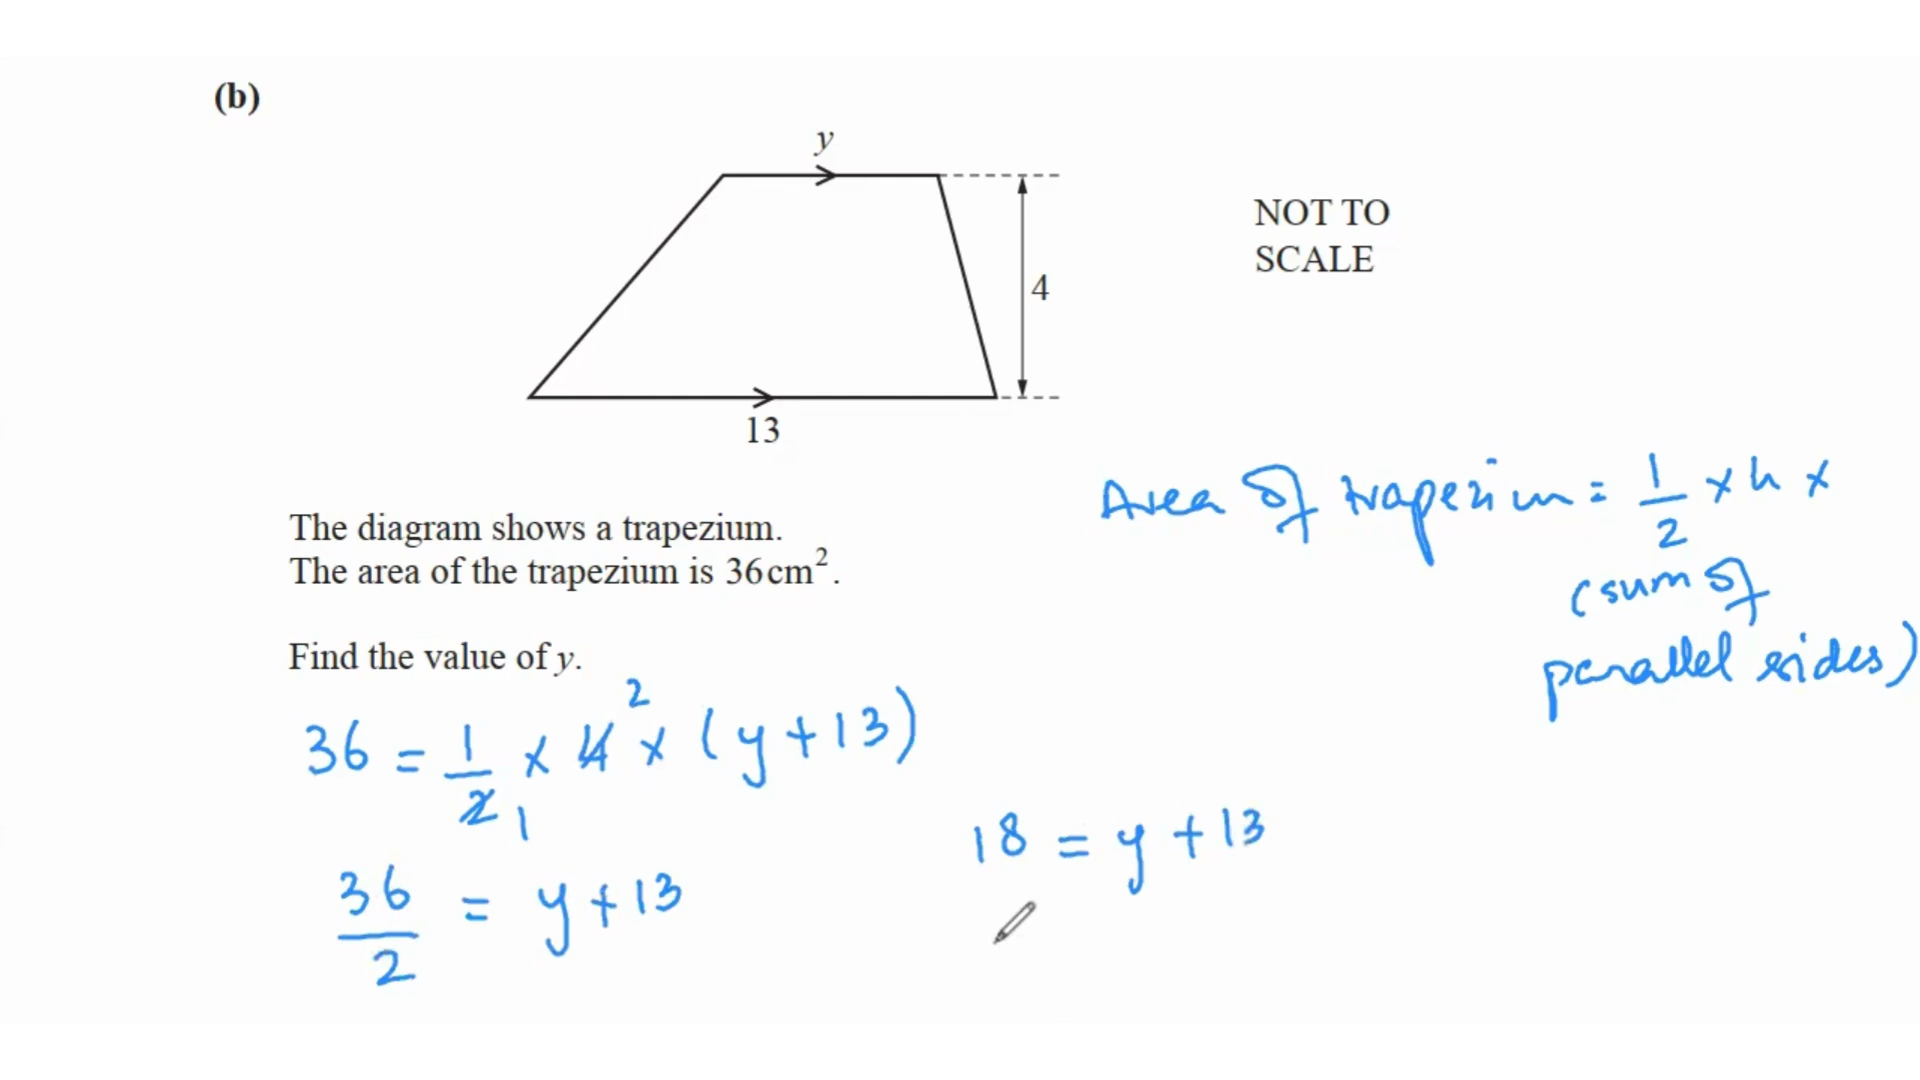 (b)
y
NOT TO
SCALE
4
13
Area of trapezium = 1/2 × h ×
(sum of
parallel sides)
The diagram shows a trapezium.
The area of the trapezium is 36 cm².
Find the value of y.
36 = 1/2 × 4 × (y + 13)
2
1
18 = y + 13
36/2 = y + 13